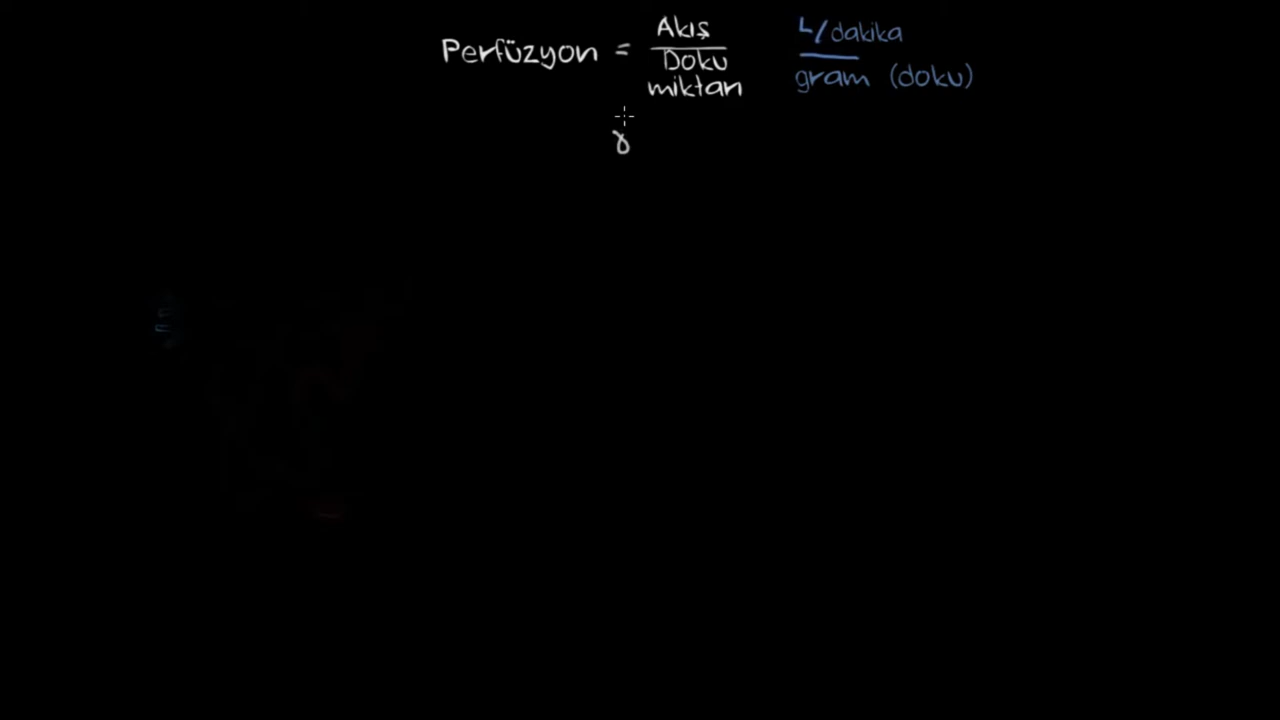 Perfüzyon = Akış / Doku miktarı
L/dakika
gram (doku)